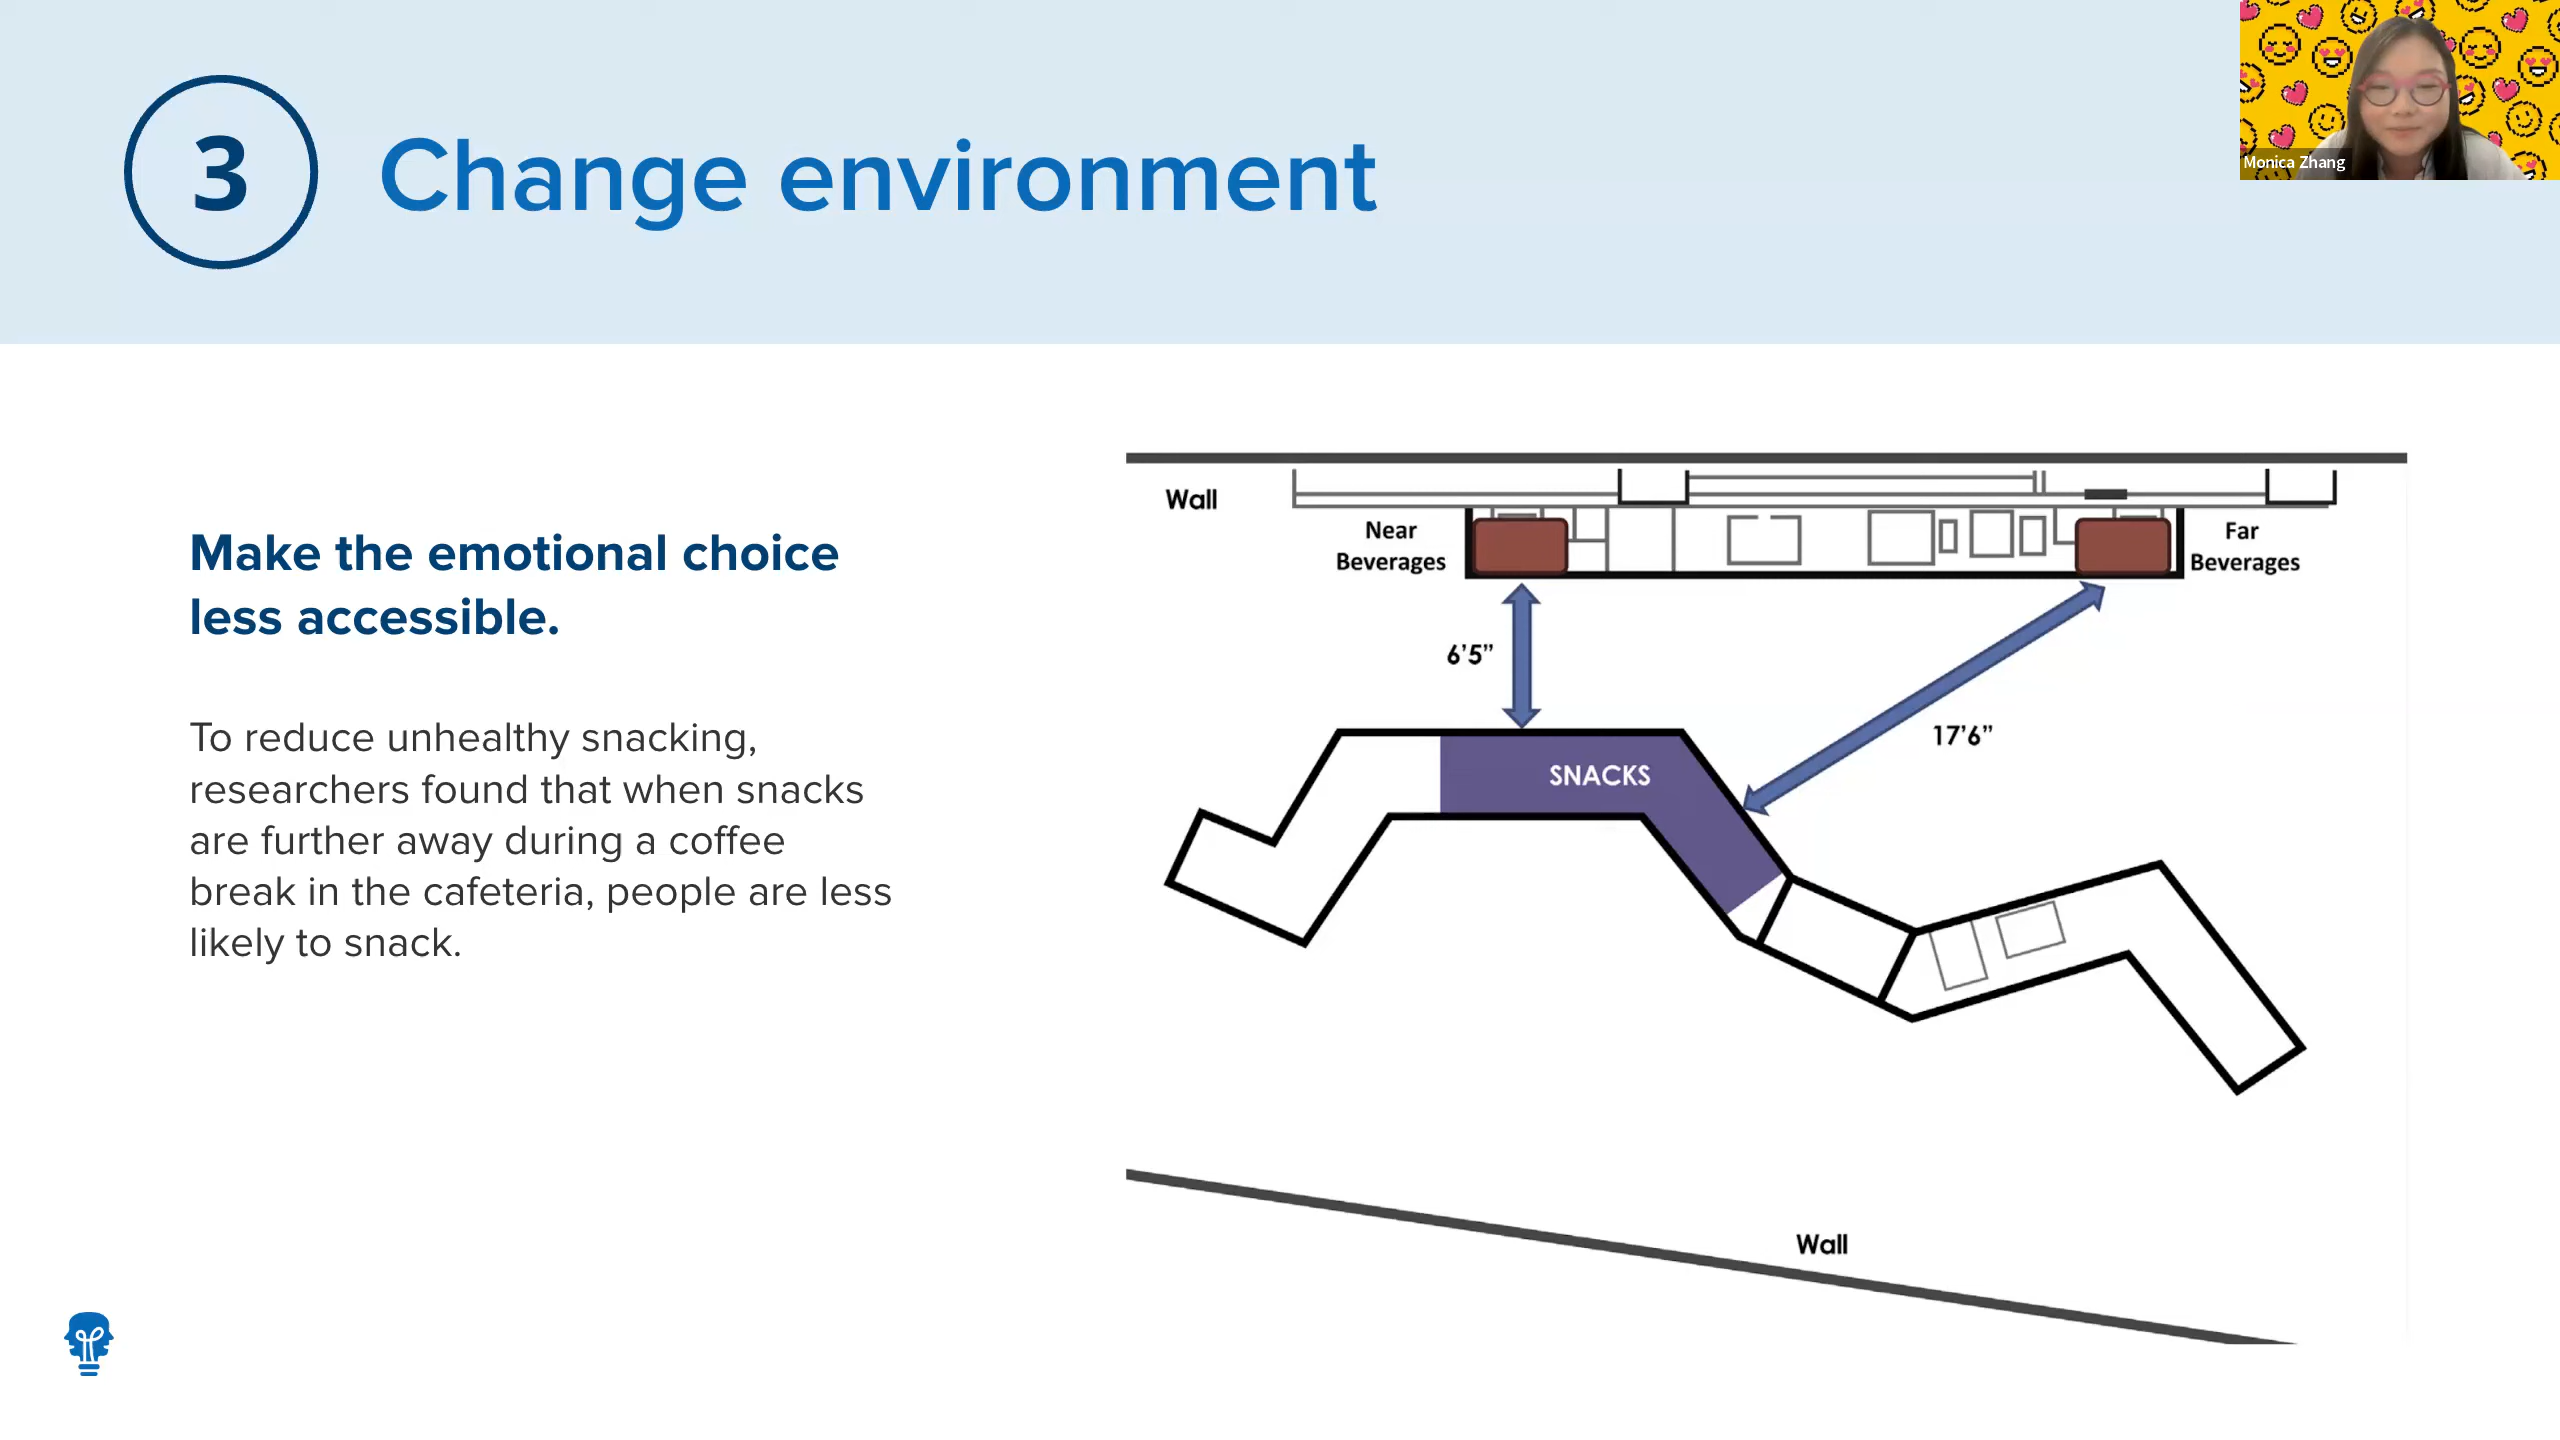 3
Change environment
Monica Zhang
Make the emotional choice
less accessible.
To reduce unhealthy snacking,
researchers found that when snacks
are further away during a coffee
break in the cafeteria, people are less
likely to snack.
Wall
Near
Beverages
Far
Beverages
6’5”
17’6”
SNACKS
Wall